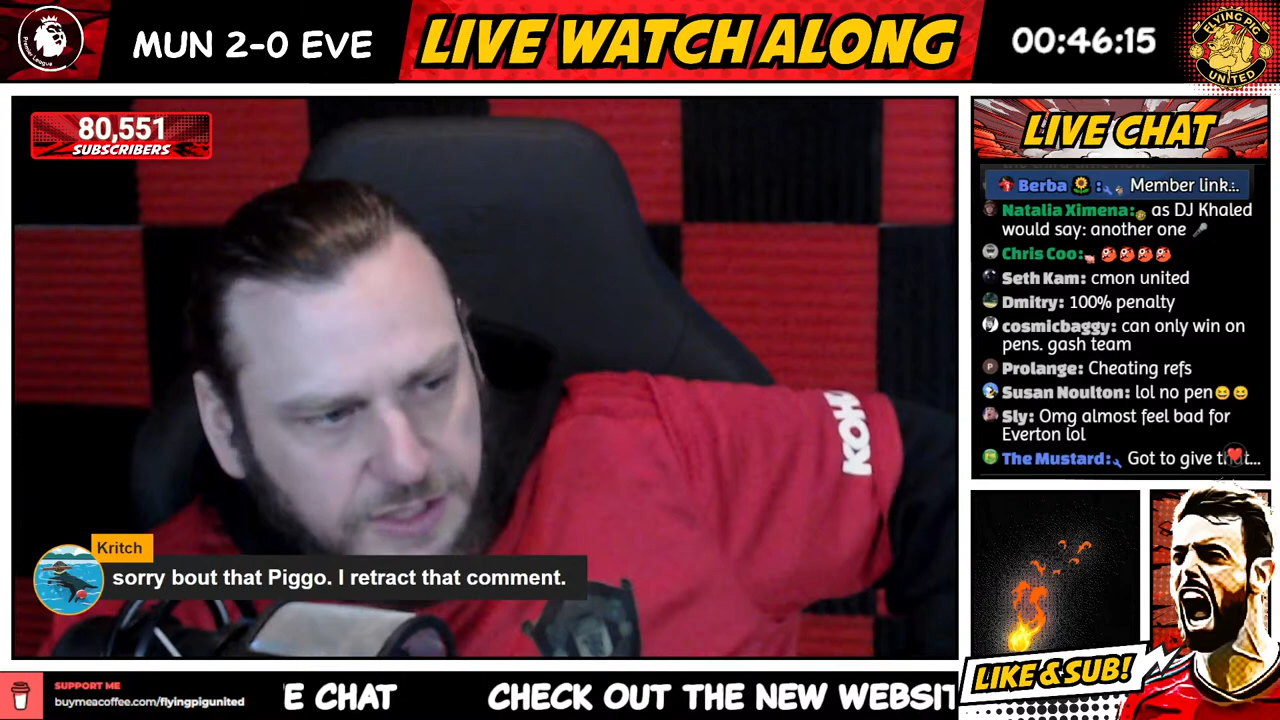 MUN 2-0 EVE
LIVE WATCH ALONG
00:46:15
Premier League
FLYING PIG
UNITED
80,551
SUBSCRIBERS
KOHL
Kritch
sorry bout that Piggo. I retract that comment.
LIVE CHAT
Berba : Member link...
Natalia Ximena: as DJ Khaled
would say: another one
Chris Coo:
Seth Kam: cmon united
Dmitry: 100% penalty
cosmicbaggy: can only win on
pens. gash team
P Prolange: Cheating refs
Susan Noulton: lol no pen
Sly: Omg almost feel bad for
Everton lol
The Mustard: Got to give
LIKE & SUB!
SUPPORT ME
buymeacoffee.com/flyingpigunited
E CHAT
CHECK OUT THE NEW WEBSIT